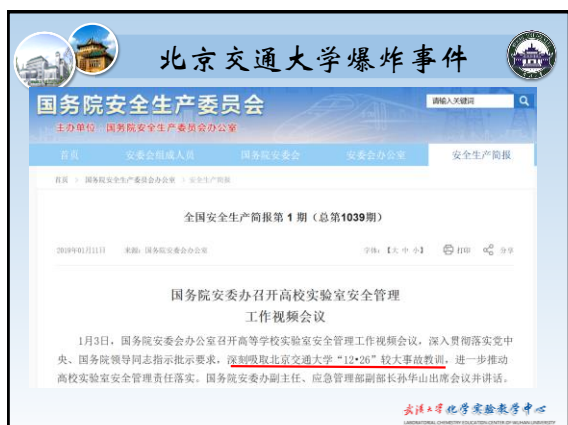 北京交通大学爆炸事件
国务院安全生产委员会
主办单位 国务院安全生产委员会办公室
请输入关键词
首页 安委会组成人员 国务院安委会 安委会办公室 安全生产简报
首页 > 国务院安全生产委员会办公室 > 安全生产简报
全国安全生产简报第 1 期（总第1039期）
2019年01月11日 来源：国务院安委会办公室 字体：【大 中 小】 打印 分享
国务院安委办召开高校实验室安全管理
工作视频会议
1月3日，国务院安委会办公室召开高等学校实验室安全管理工作视频会议，深入贯彻落实党中
央、国务院领导同志指示批示要求，深刻吸取北京交通大学“12•26”较大事故教训，进一步推动
高校实验室安全管理责任落实。国务院安委办副主任、应急管理部副部长孙华山出席会议并讲话。
武汉大学化学实验教学中心
LABORATORIAL CHEMISTRY EDUCATION CENTER OF WUHAN UNIVERSITY